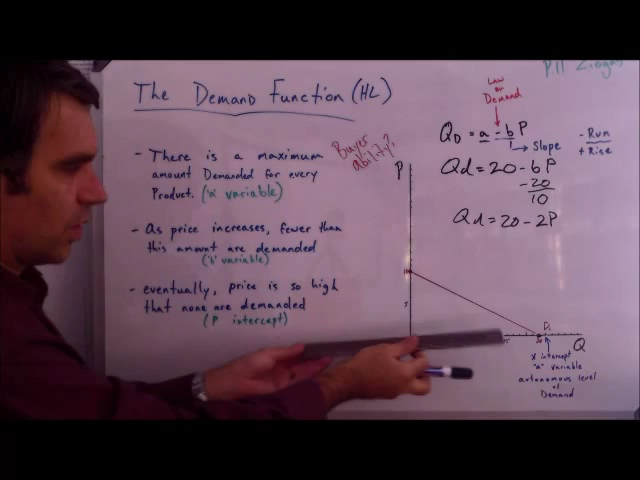 The Demand Function (HL)
- There is a maximum
amount Demanded for every
Product. ('a' variable)
- As price increases, fewer than
this amount are demanded
('b' variable)
- eventually, price is so high
that none are demanded
(P intercept)
Buyer
ability?
P.11 Ziogas
Law
of
Demand
QD = a - bP
Slope
- Run
+ Rise
Qd = 20 - bP
-20
10
Qd = 20 - 2P
P
10
5
20
D1
Q
X intercept
"a" variable
autonomous level
of
Demand